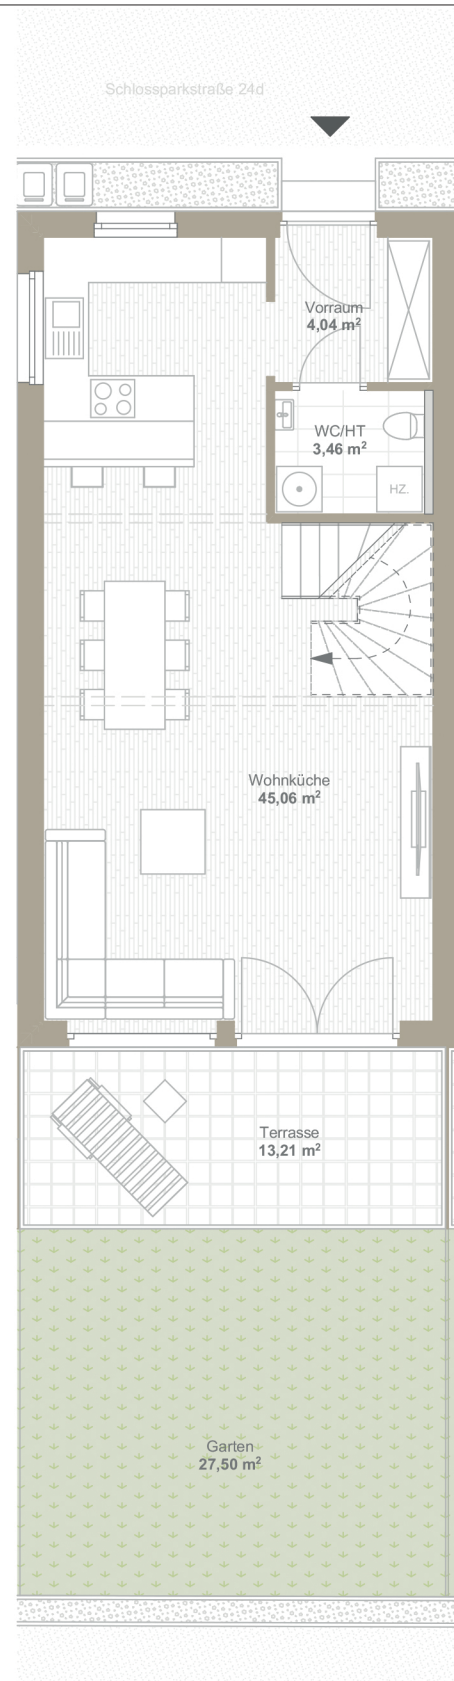 Schlossparkstraße 24d
Vorraum
4,04 m²
WC/HT
3,46 m²
HZ.
Wohnküche
45,06 m²
Terrasse
13,21 m²
Garten
27,50 m²